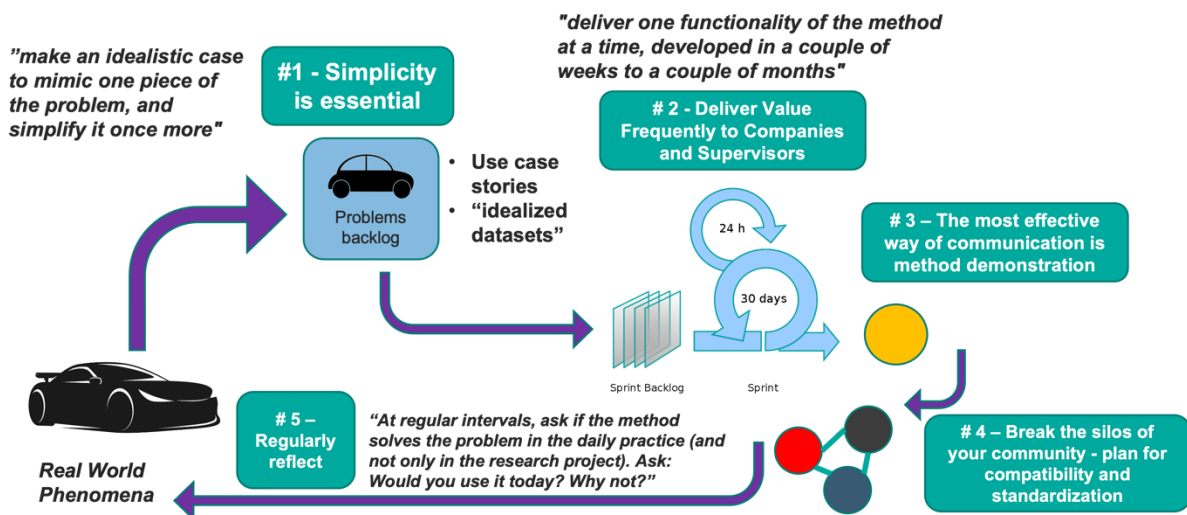 "make an idealistic case
to mimic one piece of
the problem, and
simplify it once more"
#1 - Simplicity
is essential
Problems
backlog
• Use case
stories
• “idealized
datasets”
"deliver one functionality of the method
at a time, developed in a couple of
weeks to a couple of months"
# 2 - Deliver Value
Frequently to Companies
and Supervisors
24 h
30 days
Sprint Backlog
Sprint
# 3 – The most effective
way of communication is
method demonstration
# 4 – Break the silos of
your community - plan for
compatibility and
standardization
# 5 –
Regularly
reflect
“At regular intervals, ask if the method
solves the problem in the daily practice (and
not only in the research project). Ask:
Would you use it today? Why not?”
Real World
Phenomena